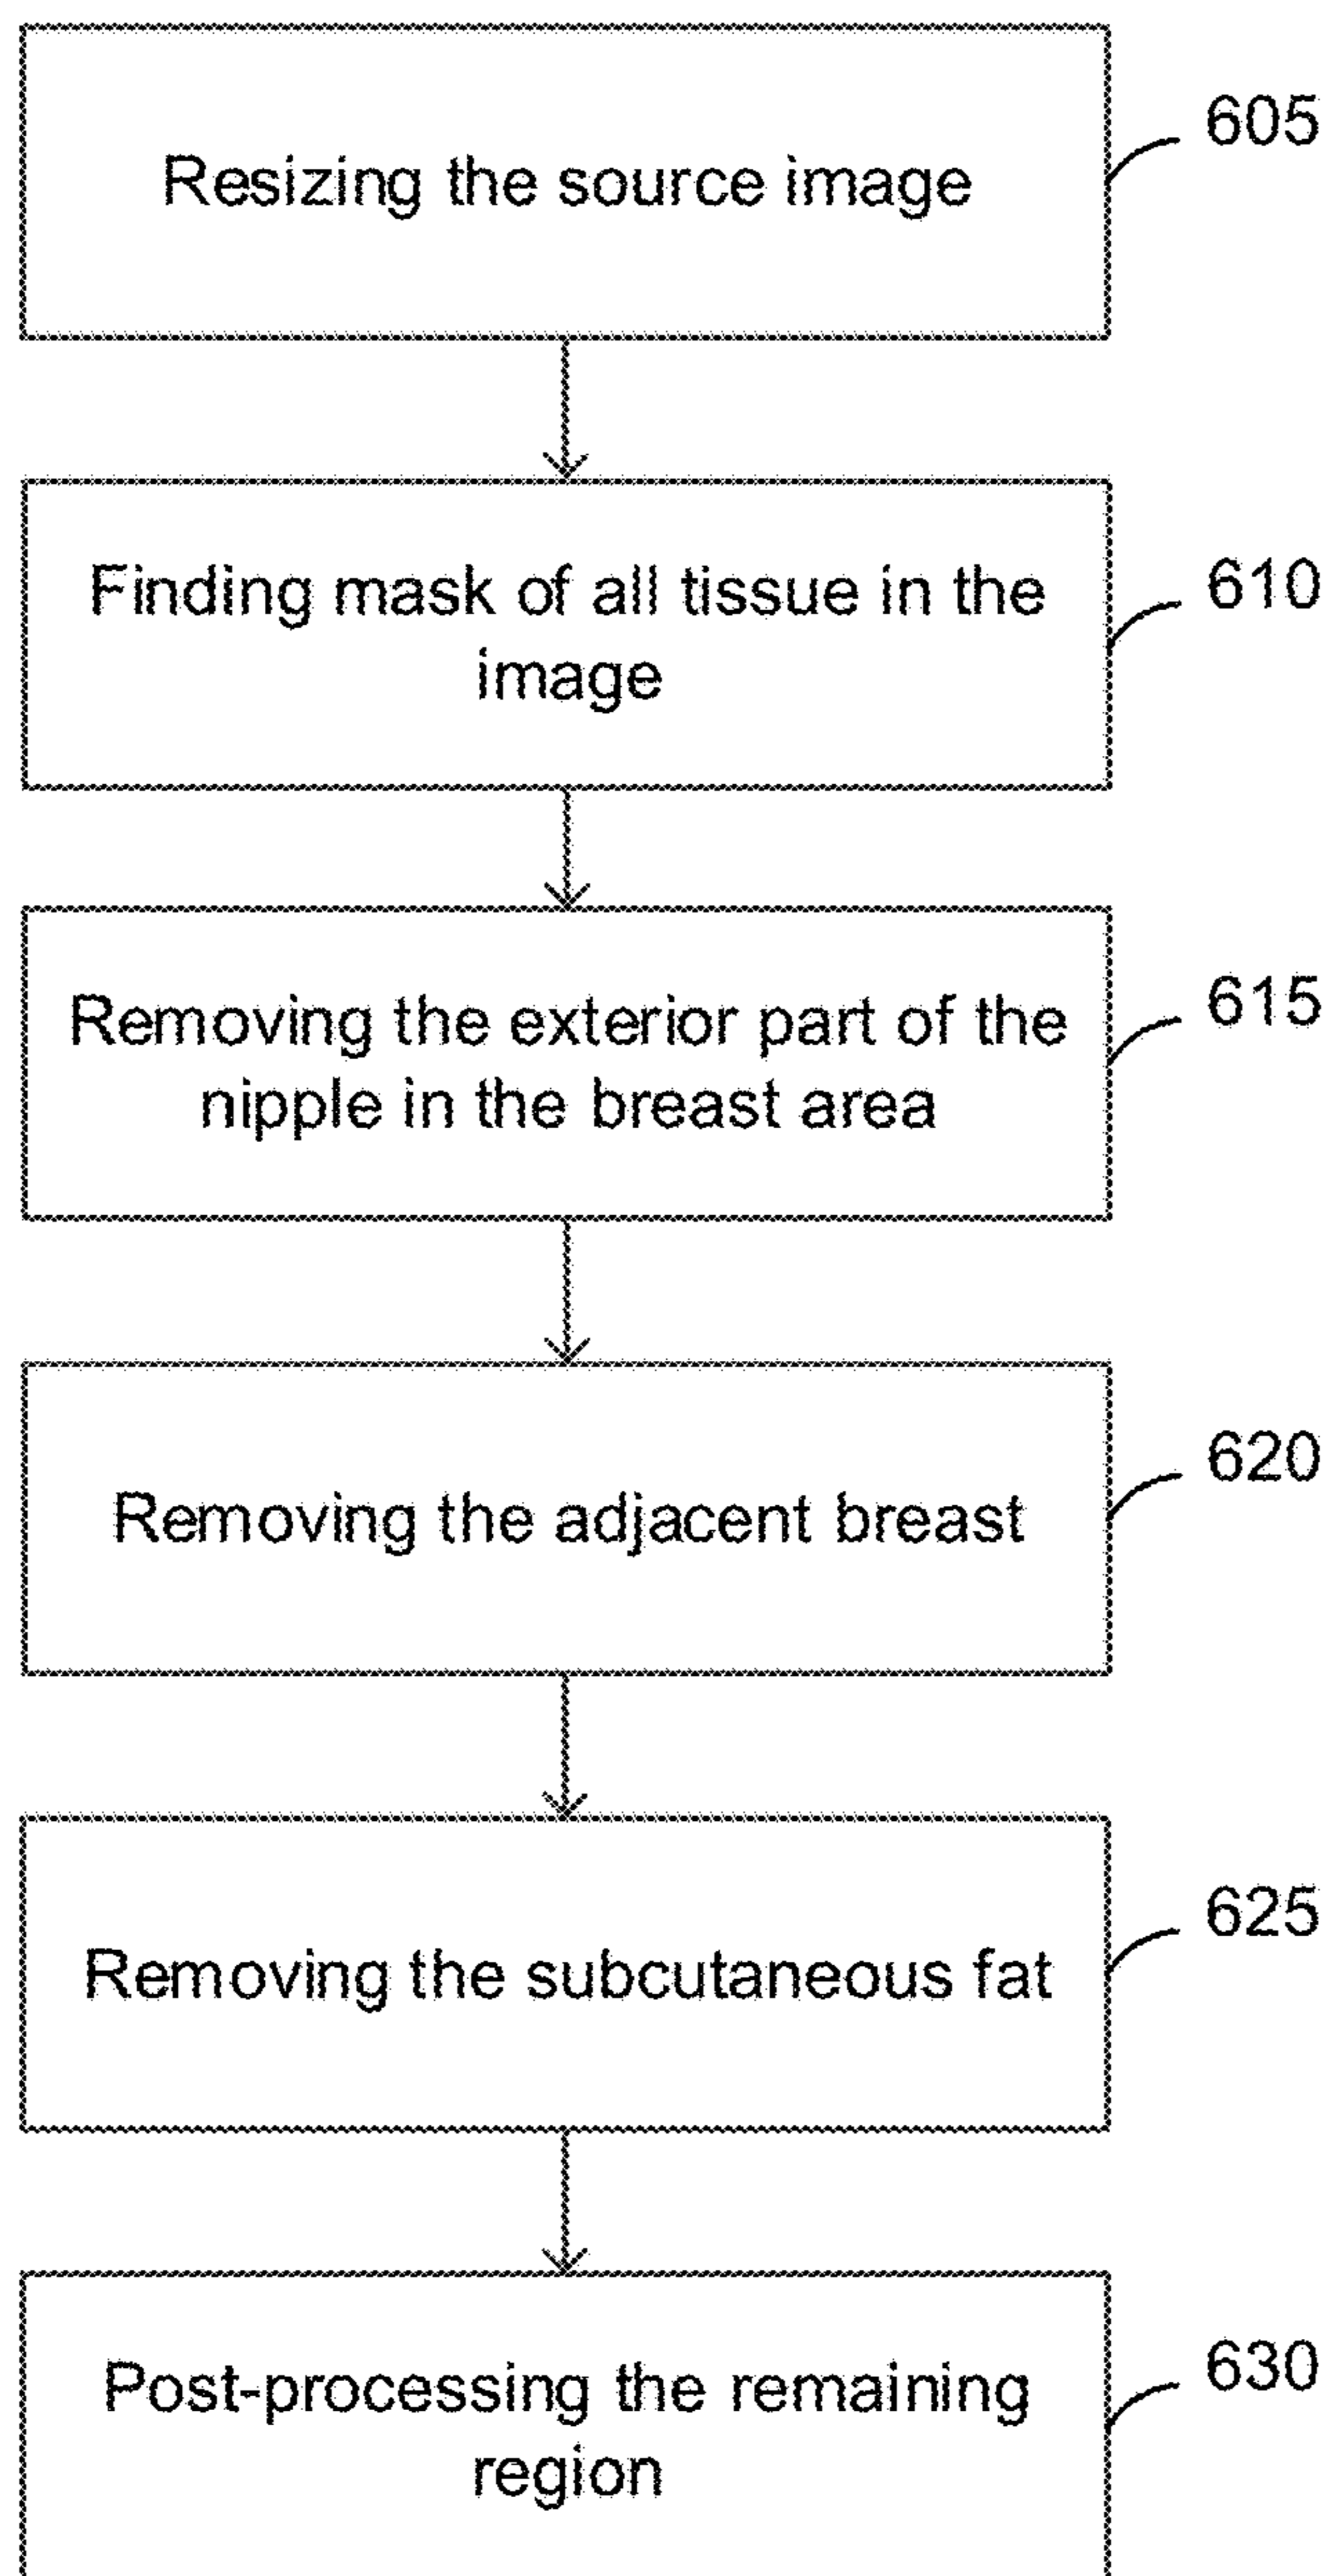 Resizing the source image
605
Finding mask of all tissue in the
image
610
Removing the exterior part of the
nipple in the breast area
615
Removing the adjacent breast
620
Removing the subcutaneous fat
625
Post-processing the remaining
region
630